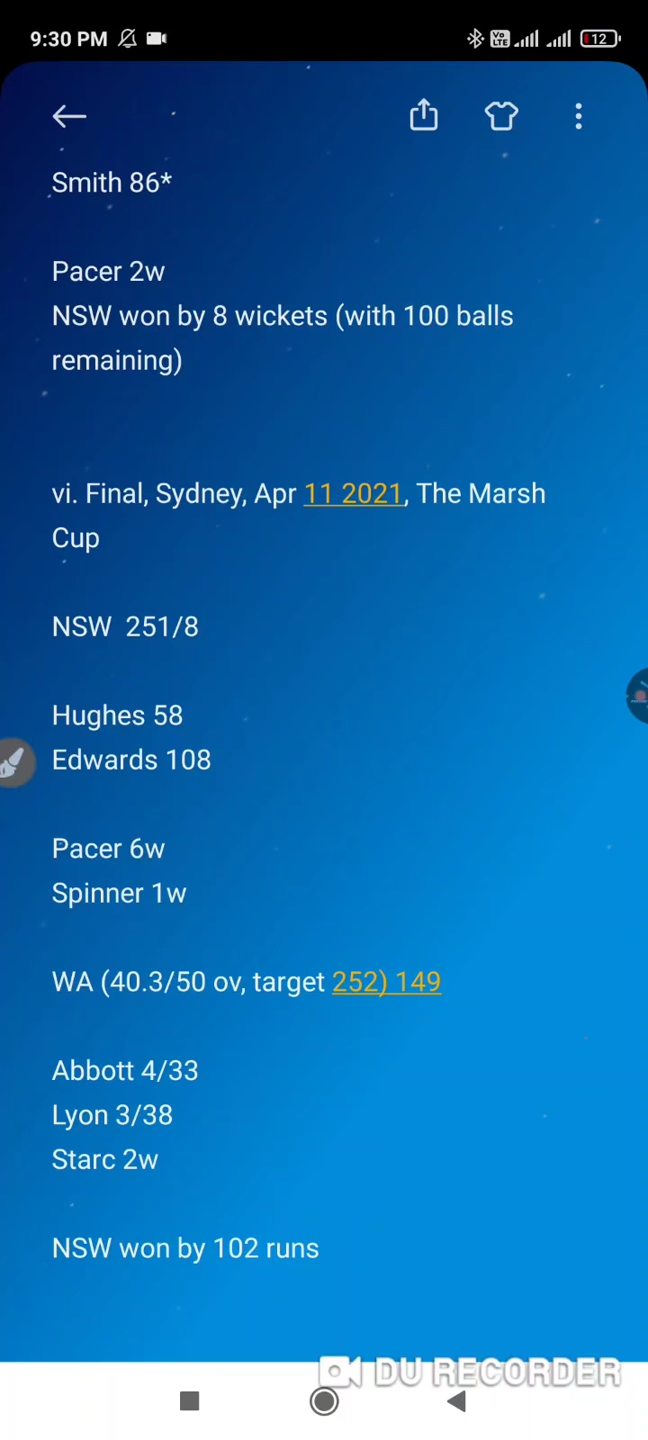 9:30 PM
Vo LTE
12
Smith 86*
Pacer 2w
NSW won by 8 wickets (with 100 balls
remaining)
vi. Final, Sydney, Apr 11 2021, The Marsh
Cup
NSW  251/8
Hughes 58
Edwards 108
Pacer 6w
Spinner 1w
WA (40.3/50 ov, target 252) 149
Abbott 4/33
Lyon 3/38
Starc 2w
NSW won by 102 runs
DU RECORDER